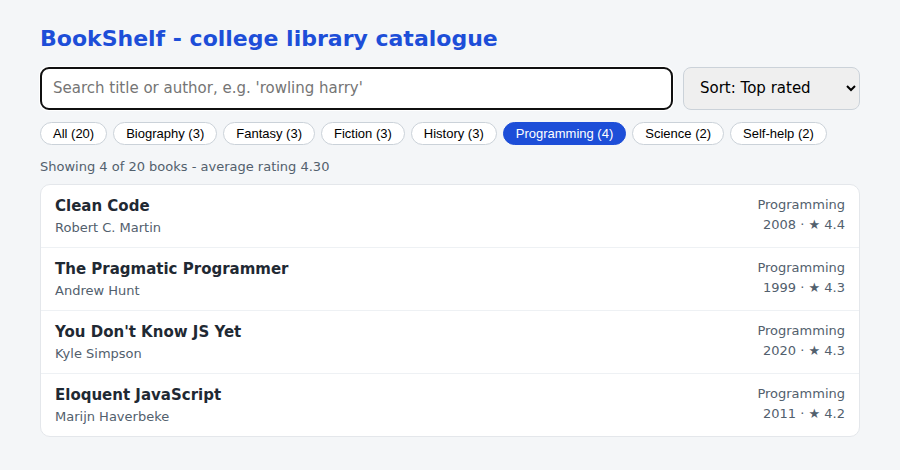 BookShelf - college library catalogue
Search title or author, e.g. 'rowling harry'
Sort: Top rated
All (20) Biography (3) Fantasy (3) Fiction (3) History (3) Programming (4) Science (2) Self-help (2)
Showing 4 of 20 books - average rating 4.30
Clean Code
Programming
Robert C. Martin
2008 · ★ 4.4
The Pragmatic Programmer
Programming
Andrew Hunt
1999 · ★ 4.3
You Don't Know JS Yet
Programming
Kyle Simpson
2020 · ★ 4.3
Eloquent JavaScript
Programming
Marijn Haverbeke
2011 · ★ 4.2